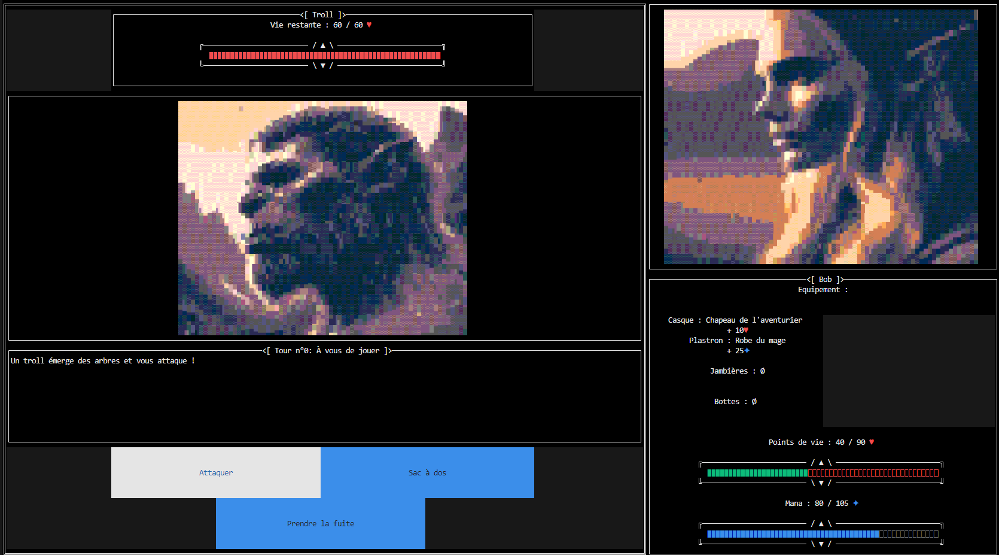 <[ Troll ]>
Vie restante : 60 / 60 ♥
/ ▲ \
\ ▼ /
<[ Tour n°0: À vous de jouer ]>
Un troll émerge des arbres et vous attaque !
Attaquer
Sac à dos
Prendre la fuite
<[ Bob ]>
Equipement :
Casque : Chapeau de l'aventurier
+ 10♥
Plastron : Robe du mage
+ 25✦
Jambières : Ø
Bottes : Ø
Points de vie : 40 / 90 ♥
/ ▲ \
\ ▼ /
Mana : 80 / 105 ✦
/ ▲ \
\ ▼ /